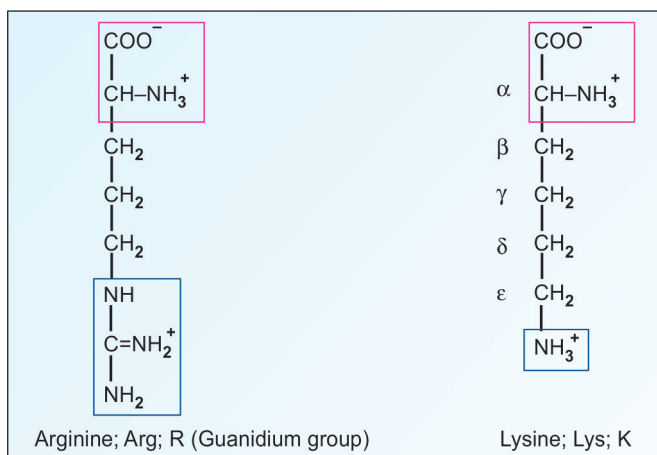 COO⁻
CH–NH₃⁺
CH₂
CH₂
CH₂
NH
C=NH₂⁺
NH₂
Arginine; Arg; R (Guanidium group)
COO⁻
α CH–NH₃⁺
β CH₂
γ CH₂
δ CH₂
ε CH₂
NH₃⁺
Lysine; Lys; K